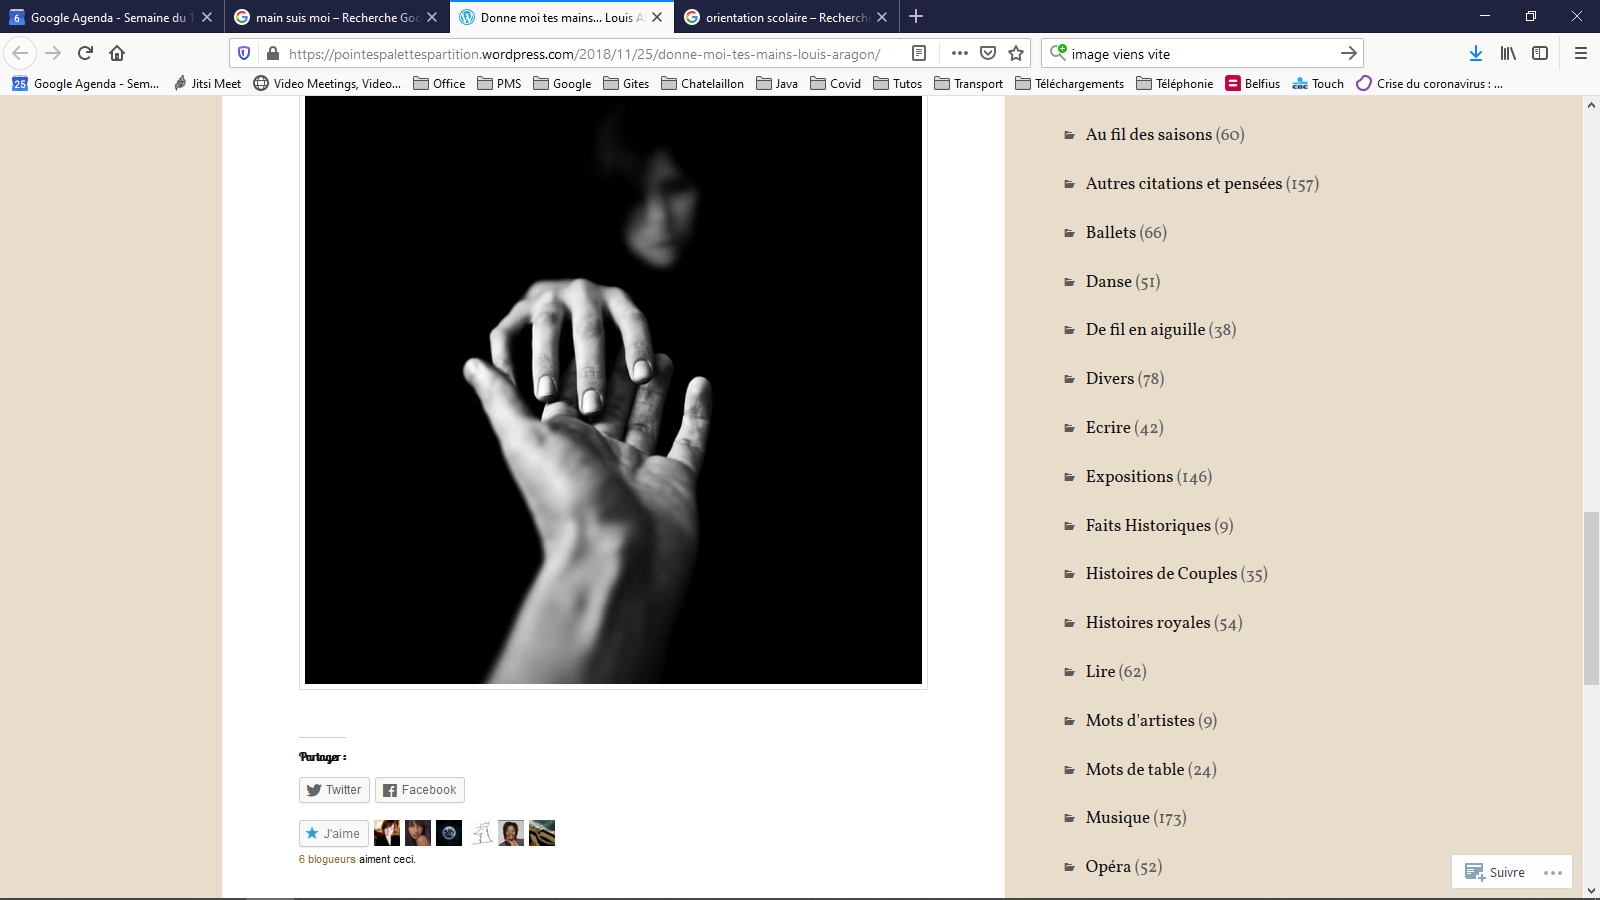 6 Google Agenda - Semaine du 1
main suis moi – Recherche Goo
Donne moi tes mains... Louis A
orientation scolaire – Recherch
https://pointespalettespartition.wordpress.com/2018/11/25/donne-moi-tes-mains-louis-aragon/
image viens vite
25 Google Agenda - Sem...
Jitsi Meet
Video Meetings, Video...
Office
PMS
Google
Gites
Chatelaillon
Java
Covid
Tutos
Transport
Téléchargements
Téléphonie
Belfius
CBC Touch
Crise du coronavirus : ...
Au fil des saisons (60)
Autres citations et pensées (157)
Ballets (66)
Danse (51)
De fil en aiguille (38)
Divers (78)
Ecrire (42)
Expositions (146)
Faits Historiques (9)
Histoires de Couples (35)
Histoires royales (54)
Lire (62)
Mots d'artistes (9)
Mots de table (24)
Musique (173)
Opéra (52)
Partager :
Twitter
Facebook
J'aime
6 blogueurs aiment ceci.
Suivre